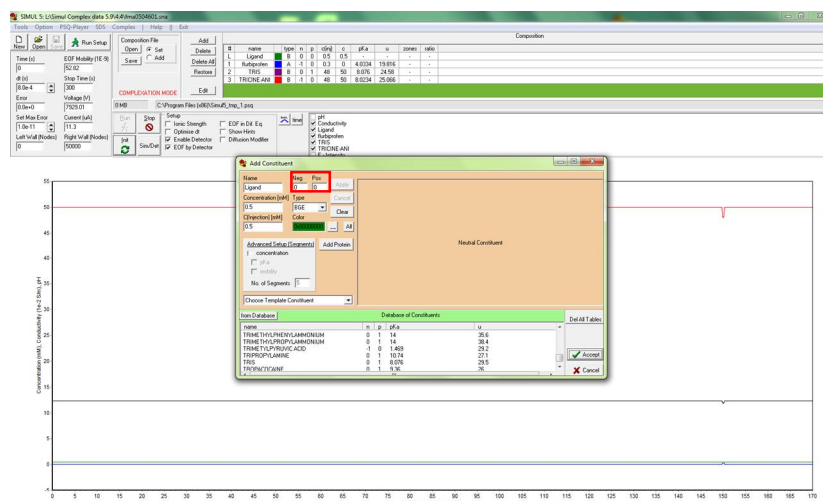 SIMUL 5: L:\Simul Complex data 5.9\4.4\fma0504601.sna
Tools Option PSQ-Player SDS Complex | Help || Exit
New Open Save Run Setup
Composition File
Open Set
Save Add
COMPLEXATION MODE
Add
Delete
Delete All
Restore
Edit
Composition
# name type n p c(inj) c pKa u zones ratio
L Ligand B 0 0 0.5 0.5 - - - -
1 flurbiprofen A -1 0 0.3 0 4.0334 19.816 - -
2 TRIS B 0 1 48 50 8.076 24.58 - -
3 TRICINE ANI B -1 0 48 50 8.0234 25.066 - -
Time (s) EOF Mobility (1E-9)
0 52.82
dt (s) Stop Time (s)
8.0e-4 300
Error Voltage (V)
0.0e+0 7929.01
Set Max Error Current (uA)
1.0e-11 11.3
Left Wall (Nodes) Right Wall (Nodes)
0 50000
0 MB C:\Program Files (x86)\Simul5_tmp_1.psq
Run Stop
Init Sim/Det
Setup
Ionic Strength EOF in Dif. Eq.
Optimise dt Show Hints
Enable Detector Diffusion Modifier
EOF by Detector
time
pH
Conductivity
Ligand
flurbiprofen
TRIS
TRICINE-ANI
E - Intensity
Add Constituent
Name Neg Pos
Ligand 0 0 Apply
Concentration [mM] Type Cancel
0.5 BGE
C(Injection) [mM] Color Clear
0.5 ... All
Advanced Setup (Segments) Add Protein
concentration
pKa
mobility
No. of Segments 5
Choose Template Constituent
Neutral Constituent
from Database Database of Constituents Del All Tables
name n p pKa u
TRIMETHYLPHENYLAMMONIUM 0 1 14 35.6
TRIMETHYLPROPYLAMMONIUM 0 1 14 38.4
TRIMETYLPYRUVIC ACID -1 0 1.469 29.2
TRIPROPYLAMINE 0 1 10.74 27.1
TRIS 0 1 8.076 29.5
TROPACOCAINE 0 1 9.36 26
Accept
Cancel
Concentration (mM), Conductivity (1e-2 S/m), pH
55
50
45
40
35
30
25
20
15
10
5
0
-5
0 5 10 15 20 25 30 35 40 45 50 55 60 65 70 75 80 85 90 95 100 105 110 115 120 125 130 135 140 145 150 155 160 165 170